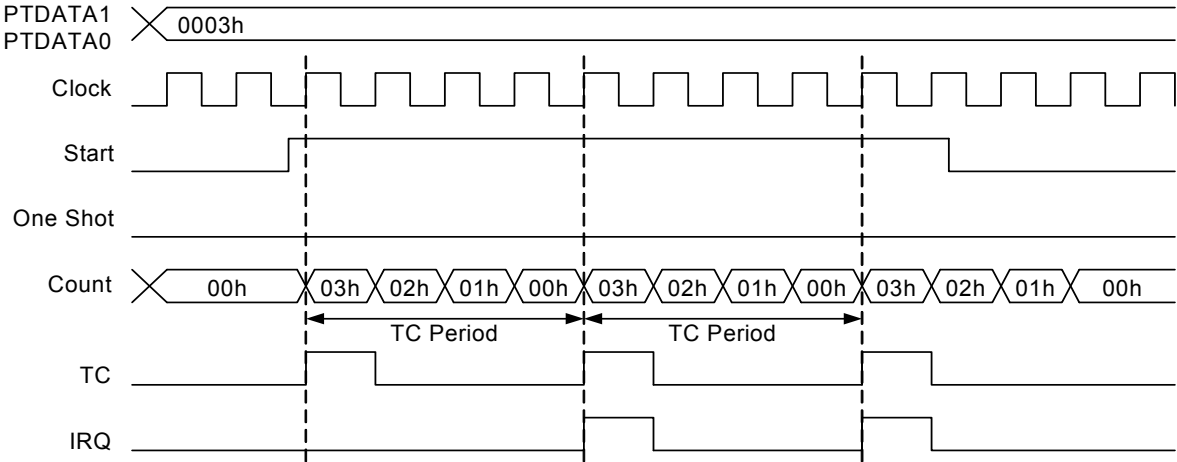 PTDATA1
PTDATA0
0003h
Clock
Start
One Shot
Count 00h 03h 02h 01h 00h 03h 02h 01h 00h 03h 02h 01h 00h
TC Period TC Period
TC
IRQ